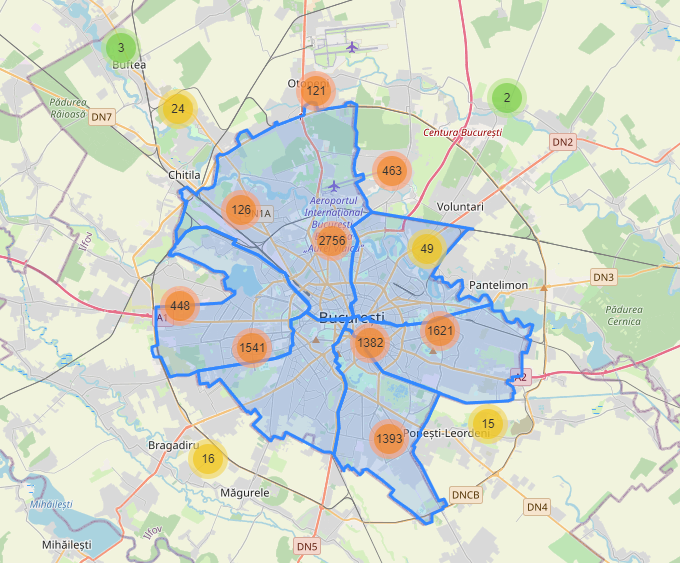 3
Buftea
Otopeni
121
2
24
Pădurea
Râioasă
DN7
Centura București
DN2
Chitila
463
126
DN1A
Aeroportul
Internațional
București
2756
Voluntari
49
Ilfov
Pantelimon
DN3
448
A1
București
1621
Pădurea
Cernica
1541
1382
A2
15
Popești-Leordeni
1393
Bragadiru
16
Măgurele
DNCB
DN4
Mihăilești
Ilfov
Mihăilești
DN5